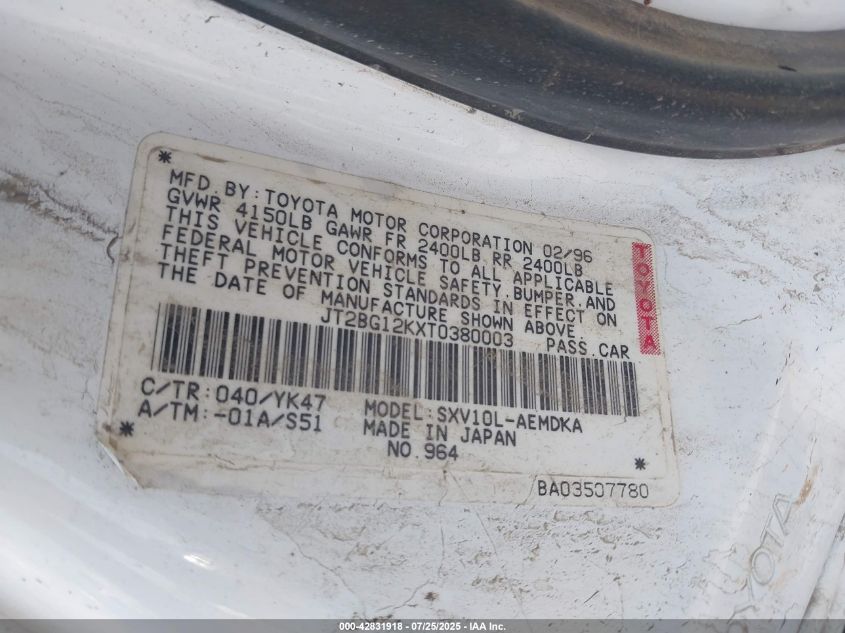 MFD. BY: TOYOTA MOTOR CORPORATION 02/96
GVWR 4150LB GAWR FR 2400LB RR 2400LB
THIS VEHICLE CONFORMS TO ALL APPLICABLE
FEDERAL MOTOR VEHICLE SAFETY, BUMPER, AND
THEFT PREVENTION STANDARDS IN EFFECT ON
THE DATE OF MANUFACTURE SHOWN ABOVE.
JT2BG12KXT0380003 PASS. CAR
TOYOTA
C/TR: 040/YK47 MODEL: SXV10L-AEMDKA
A/TM: -01A/S51 MADE IN JAPAN
NO. 964
BA03507780
TOYOTA
000-42831918 - 07/25/2025 - IAA Inc.